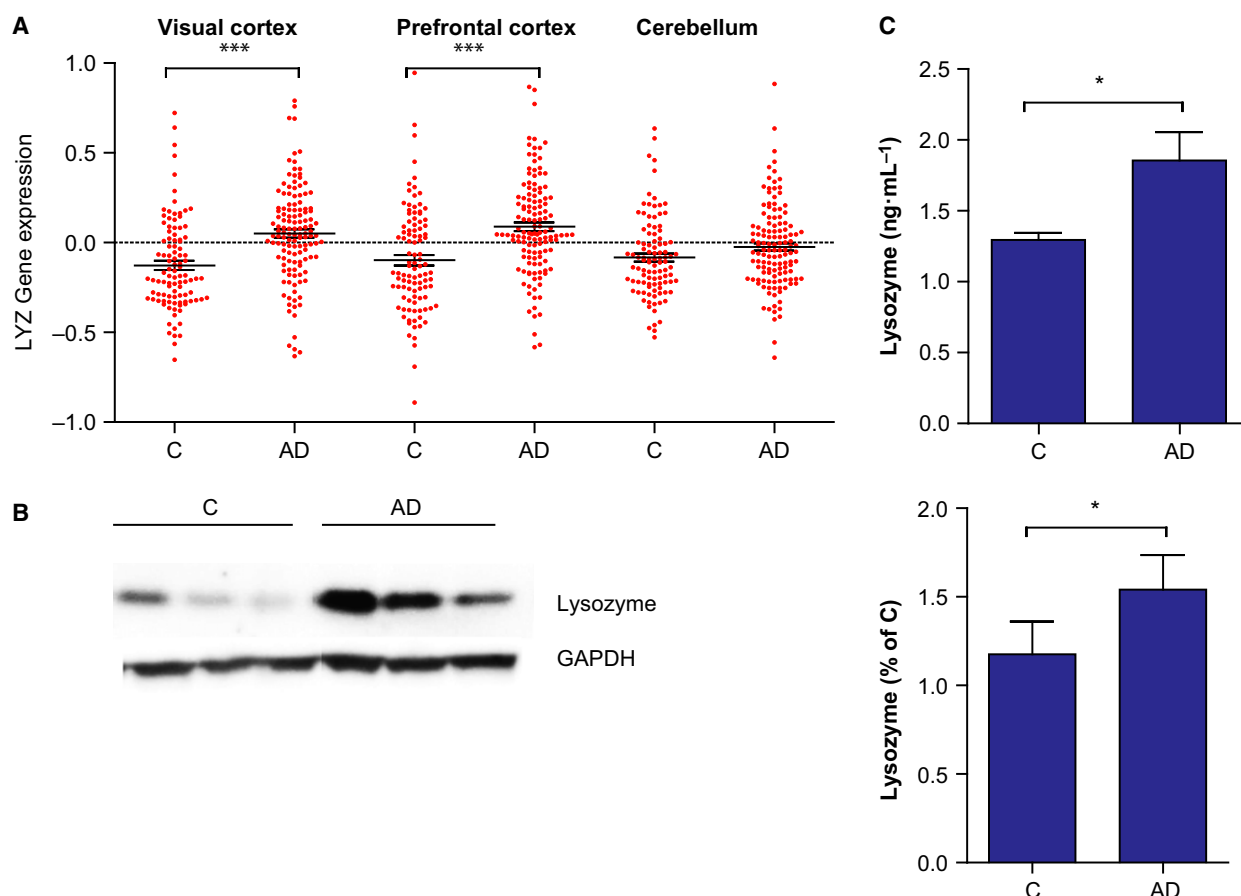 A
Visual cortex
Prefrontal cortex
Cerebellum
***
***
LYZ Gene expression
1.0
0.5
0.0
–0.5
–1.0
C
AD
C
AD
C
AD
B
C
AD
Lysozyme
GAPDH
C
Lysozyme (ng·mL–1)
2.5
2.0
1.5
1.0
0.5
0.0
*
C
AD
Lysozyme (% of C)
2.0
1.5
1.0
0.5
0.0
*
C
AD